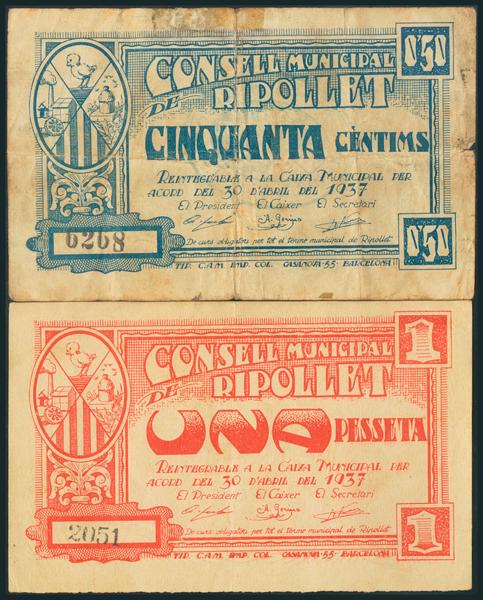 CONSELL MUNICIPAL
DE RIPOLLET
0'50
CINQUANTA CÈNTIMS
REINTEGRABLE A LA CAIXA MUNICIPAL PER
ACORD DEL 30 D'ABRIL DEL 1937
El President El Caixer El Secretari
6268
De curs obligatori per tot el terme municipal de Ripollet
0'50
TIP. C.A.M. IMP. COL. CASANOVA-55-BARCELONA
CONSELL MUNICIPAL
DE RIPOLLET
1
UNA PESSETA
REINTEGRABLE A LA CAIXA MUNICIPAL PER
ACORD DEL 30 D'ABRIL DEL 1937
El President El Caixer El Secretari
2051
De curs obligatori per tot el terme municipal de Ripollet
1
TIP. C.A.M. IMP. COL. CASANOVA-55-BARCELONA